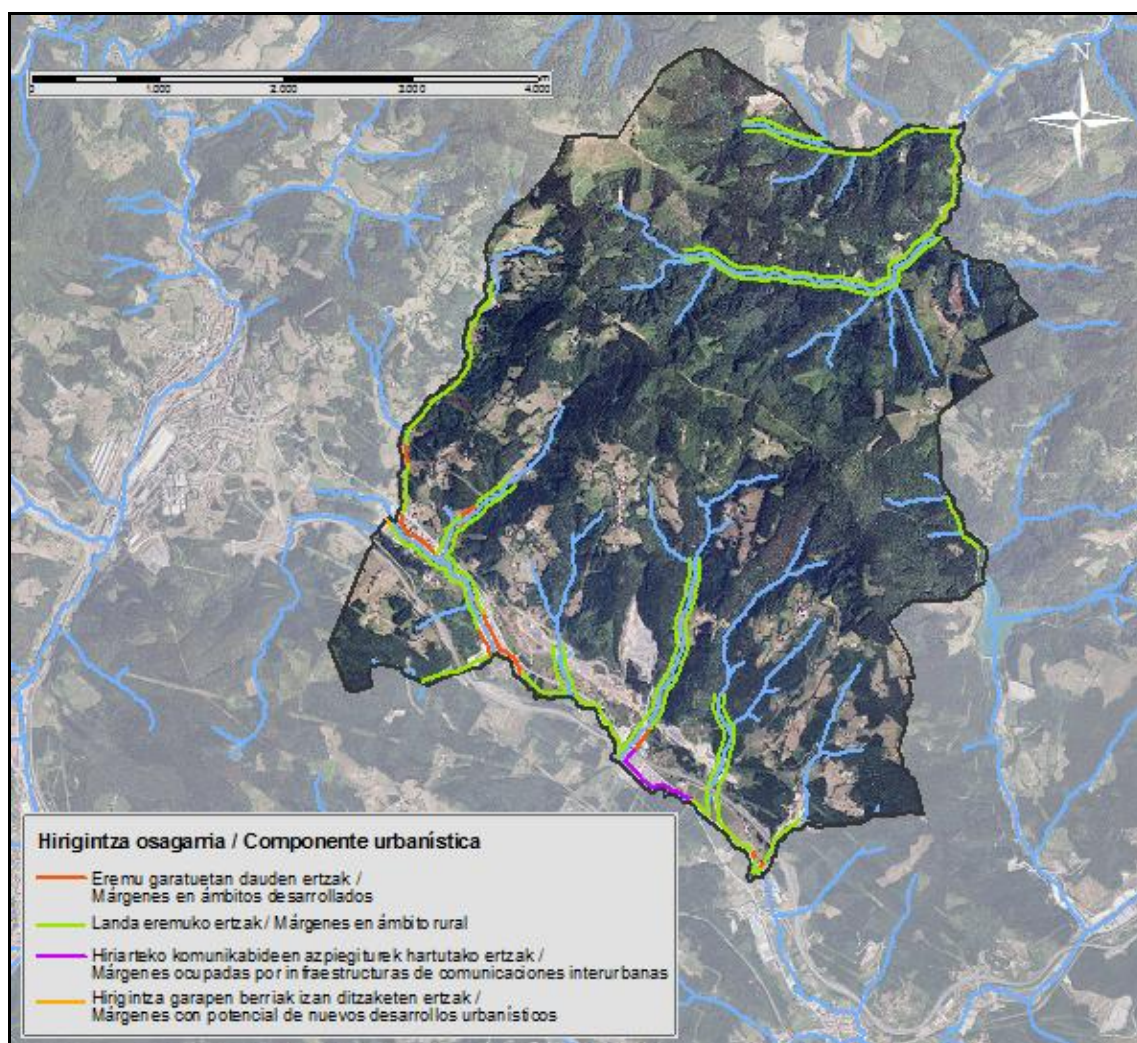 N
m
0 1.000 2.000 3.000 4.000
Hirigintza osagarria / Componente urbanística
Eremu garatuetan dauden ertzak /
Márgenes en ámbitos desarrollados
Landa eremuko ertzak / Márgenes en ámbito rural
Hiriarteko komunikabideen azpiegiturek hartutako ertzak /
Márgenes ocupadas por infraestructuras de comunicaciones interurbanas
Hirigintza garapen berriak izan ditzaketen ertzak /
Márgenes con potencial de nuevos desarrollos urbanísticos